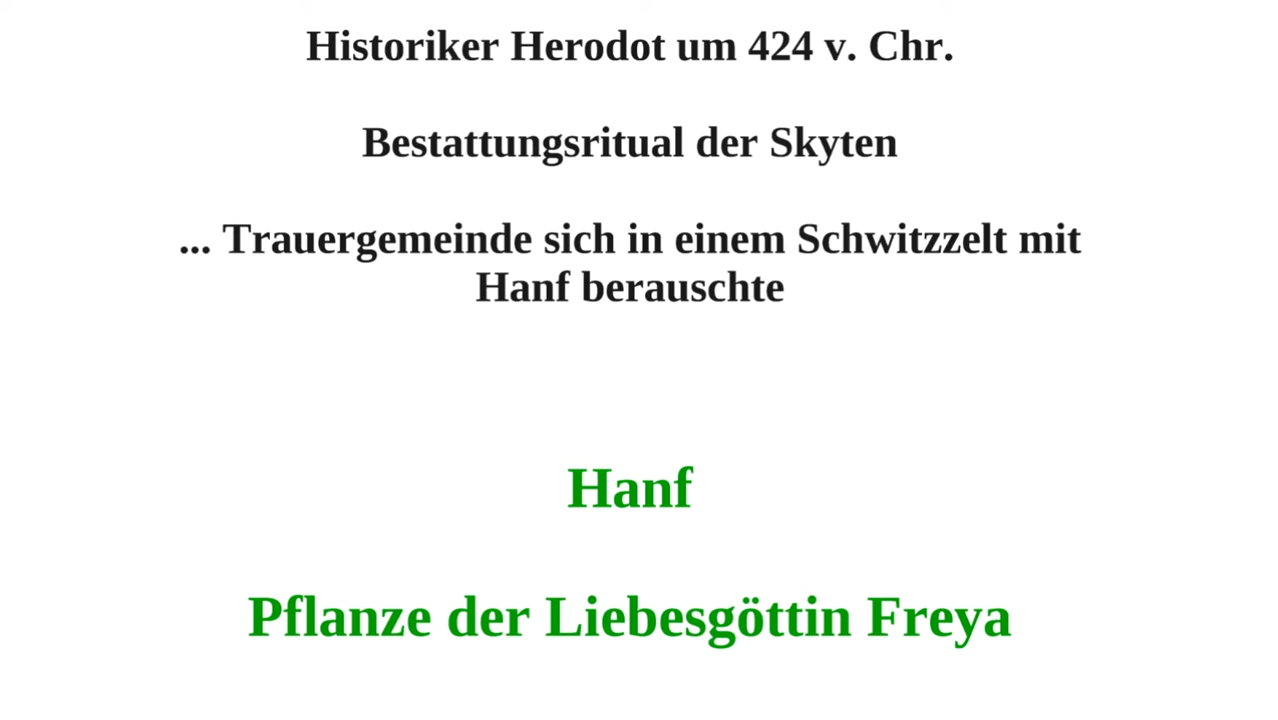 Historiker Herodot um 424 v. Chr.
Bestattungsritual der Skyten
... Trauergemeinde sich in einem Schwitzzelt mit
Hanf berauschte
Hanf
Pflanze der Liebesgöttin Freya